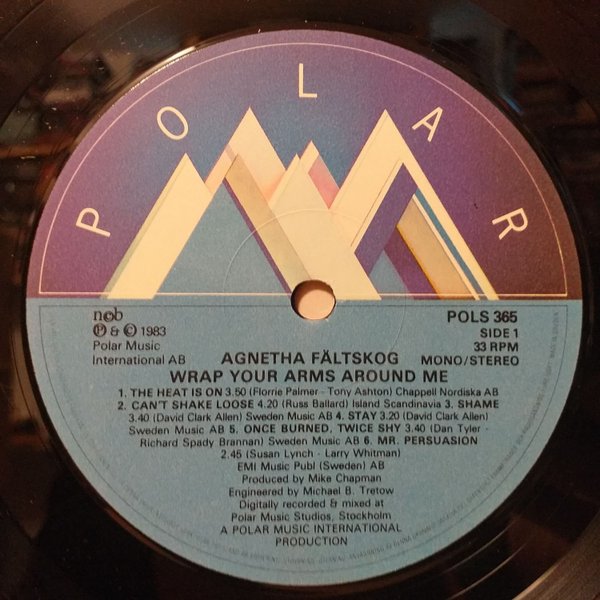 POLAR
ncb
℗ & © 1983
Polar Music
International AB
POLS 365
SIDE 1
33 RPM
MONO/STEREO
AGNETHA FÄLTSKOG
WRAP YOUR ARMS AROUND ME
1. THE HEAT IS ON 3.50 (Florrie Palmer - Tony Ashton) Chappell Nordiska AB
2. CAN'T SHAKE LOOSE 4.20 (Russ Ballard) Island Scandinavia 3. SHAME
3.40 (David Clark Allen) Sweden Music AB 4. STAY 3.20 (David Clark Allen)
Sweden Music AB 5. ONCE BURNED, TWICE SHY 3.40 (Dan Tyler -
Richard Spady Brannan) Sweden Music AB 6. MR. PERSUASION
2.45 (Susan Lynch - Larry Whitman)
EMI Music Publ (Sweden) AB
Produced by Mike Chapman
Engineered by Michael B. Tretow
Digitally recorded & mixed at
Polar Music Studios, Stockholm
A POLAR MUSIC INTERNATIONAL
PRODUCTION